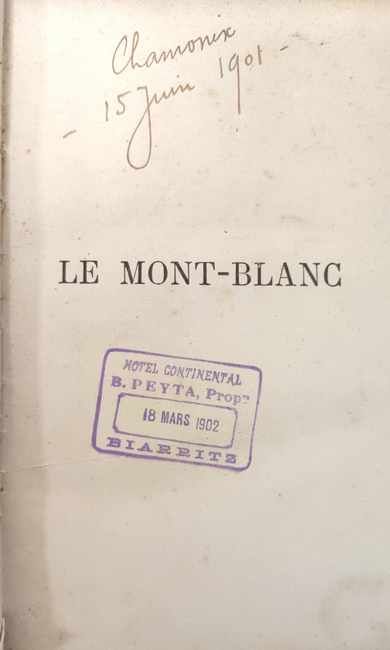 Chamonix
- 15 Juin 1901 -
LE MONT-BLANC
HOTEL CONTINENTAL
B. PEYTA, Propre
18 MARS 1902
BIARRITZ